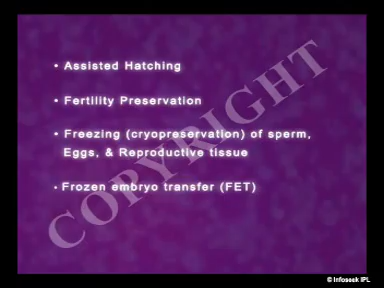 • Assisted Hatching
• Fertility Preservation
• Freezing (cryopreservation) of sperm,
Eggs, & Reproductive tissue
• Frozen embryo transfer (FET)
COPYRIGHT
© Infoseek IPL